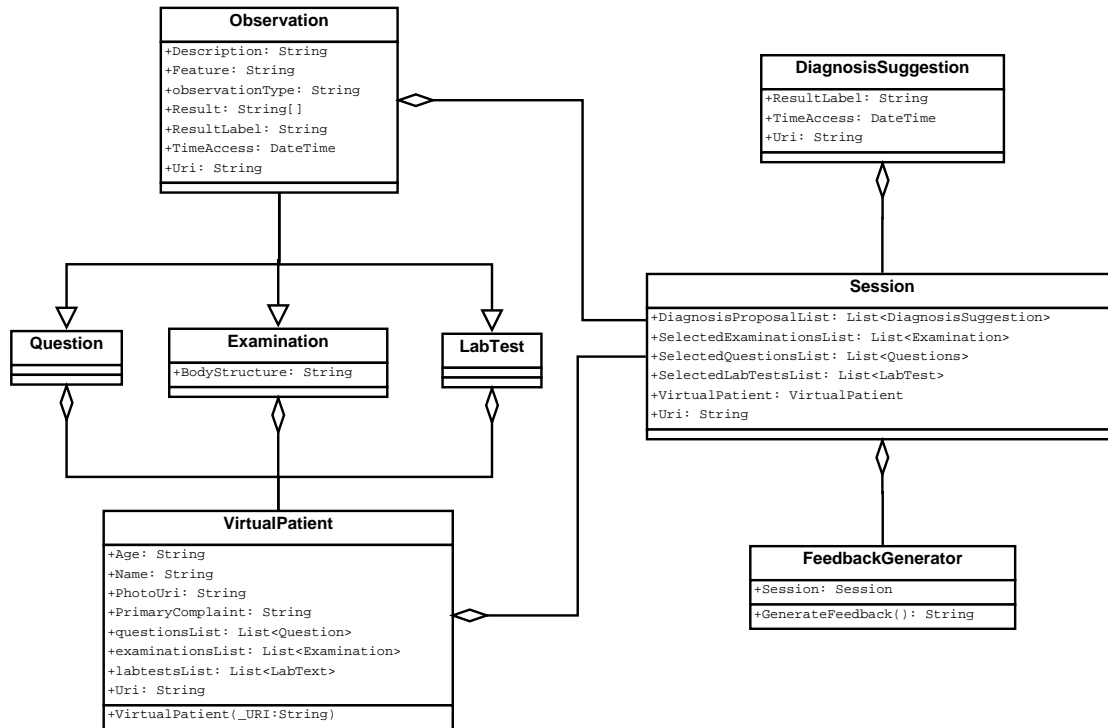 Observation
+Description: String
+Feature: String
+observationType: String
+Result: String[]
+ResultLabel: String
+TimeAccess: DateTime
+Uri: String
DiagnosisSuggestion
+ResultLabel: String
+TimeAccess: DateTime
+Uri: String
Question
Examination
+BodyStructure: String
LabTest
Session
+DiagnosisProposalList: List<DiagnosisSuggestion>
+SelectedExaminationsList: List<Examination>
+SelectedQuestionsList: List<Questions>
+SelectedLabTestsList: List<LabTest>
+VirtualPatient: VirtualPatient
+Uri: String
VirtualPatient
+Age: String
+Name: String
+PhotoUri: String
+PrimaryComplaint: String
+questionsList: List<Question>
+examinationsList: List<Examination>
+labtestsList: List<LabText>
+Uri: String
+VirtualPatient(_URI:String)
FeedbackGenerator
+Session: Session
+GenerateFeedback(): String